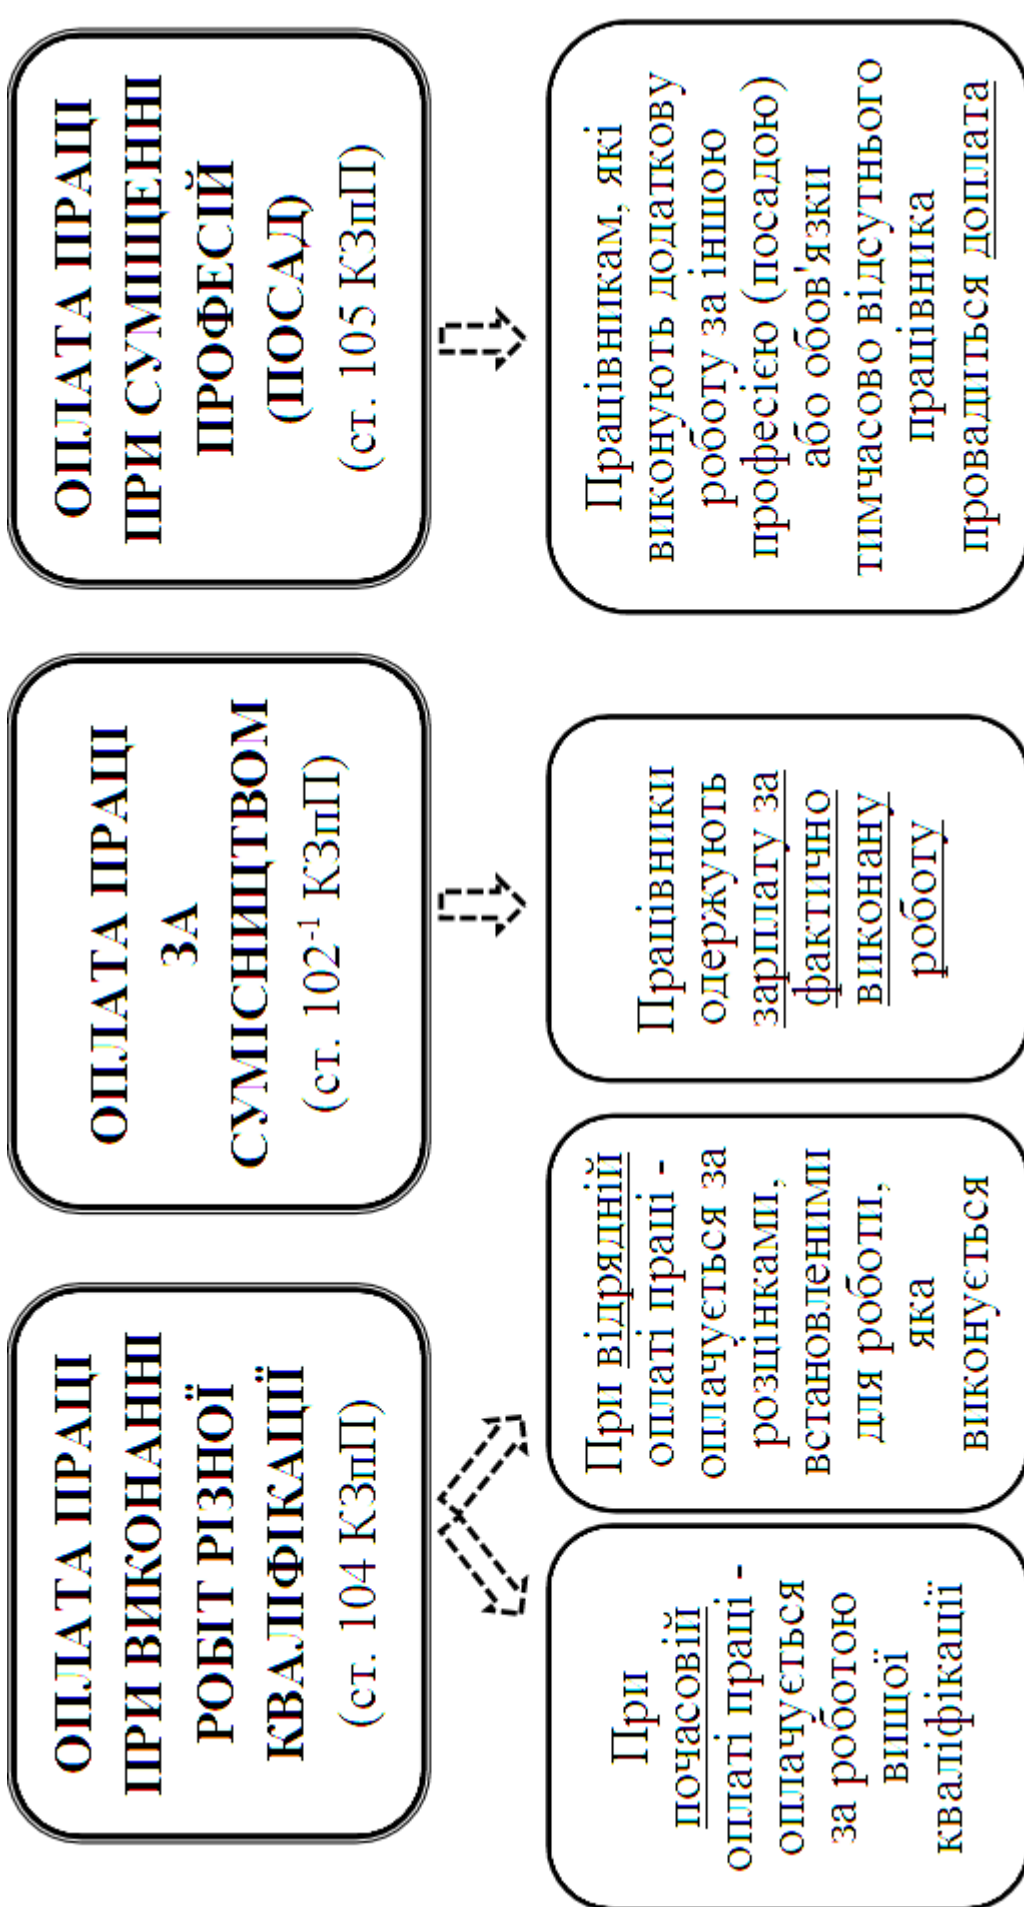 ОПЛАТА ПРАЦІ
ПРИ ВИКОНАННІ
РОБІТ РІЗНОЇ
КВАЛІФІКАЦІЇ
(ст. 104 КЗпП)
ОПЛАТА ПРАЦІ
ЗА
СУМІСНИЦТВОМ
(ст. 102-1 КЗпП)
ОПЛАТА ПРАЦІ
ПРИ СУМІЩЕННІ
ПРОФЕСІЙ
(ПОСАД)
(ст. 105 КЗпП)
При
почасовій
оплаті праці -
оплачується
за роботою
вищої
кваліфікації
При відрядній
оплаті праці -
оплачується за
розцінками,
встановленими
для роботи,
яка
виконується
Працівники
одержують
зарплату за
фактично
виконану
роботу
Працівникам, які
виконують додаткову
роботу за іншою
професією (посадою)
або обов'язки
тимчасово відсутнього
працівника
провадиться доплата